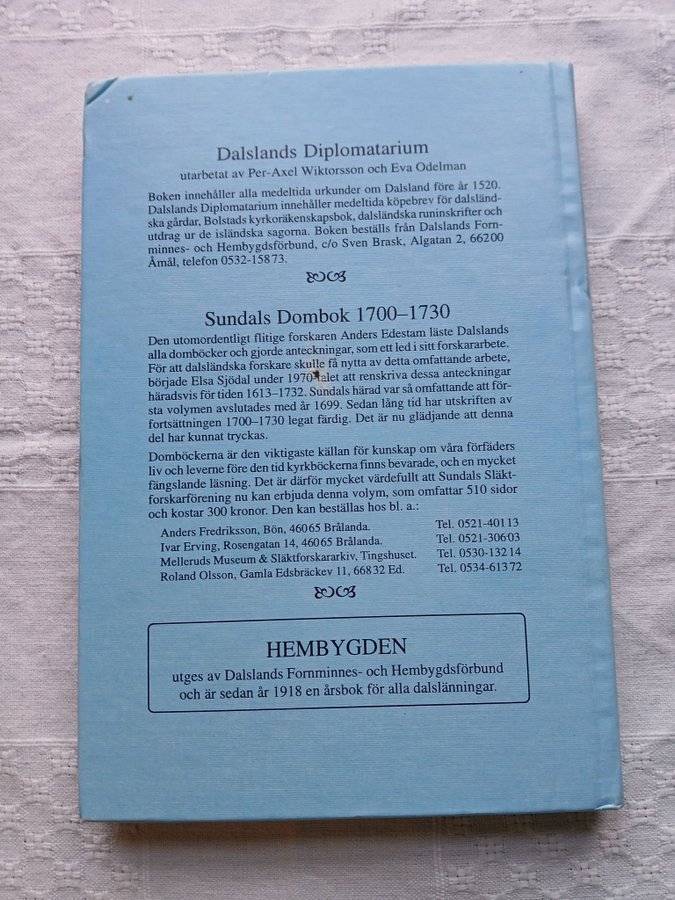 Dalslands Diplomatarium
utarbetat av Per-Axel Wiktorsson och Eva Odelman
Boken innehåller alla medeltida urkunder om Dalsland före år 1520.
Dalslands Diplomatarium innehåller medeltida köpebrev för dalsländ-
ska gårdar, Bolstads kyrkoräkenskapsbok, dalsländska runinskrifter och
utdrag ur de isländska sagorna. Boken beställs från Dalslands Forn-
minnes- och Hembygdsförbund, c/o Sven Brask, Algatan 2, 662 00
Åmål, telefon 0532-158 73.
Sundals Dombok 1700–1730
Den utomordentligt flitige forskaren Anders Edestam läste Dalslands
alla domböcker och gjorde anteckningar, som ett led i sitt forskararbete.
För att dalsländska forskare skulle få nytta av detta omfattande arbete,
började Elsa Sjödal under 1970-talet att renskriva dessa anteckningar
häradsvis för tiden 1613–1732. Sundals härad var så omfattande att för-
sta volymen avslutades med år 1699. Sedan lång tid har utskriften av
fortsättningen 1700–1730 legat färdig. Det är nu glädjande att denna
del har kunnat tryckas.
Domböckerna är den viktigaste källan för kunskap om våra förfäders
liv och leverne före den tid kyrkböckerna finns bevarade, och en mycket
fängslande läsning. Det är därför mycket värdefullt att Sundals Släkt-
forskarförening nu kan erbjuda denna volym, som omfattar 510 sidor
och kostar 300 kronor. Den kan beställas hos bl. a.:
Anders Fredriksson, Bön, 460 65 Brålanda. Tel. 0521-401 13
Ivar Erving, Rosengatan 14, 460 65 Brålanda. Tel. 0521-306 03
Melleruds Museum & Släktforskararkiv, Tingshuset. Tel. 0530-132 14
Roland Olsson, Gamla Edsbräckev 11, 668 32 Ed. Tel. 0534-613 72
HEMBYGDEN
utges av Dalslands Fornminnes- och Hembygdsförbund
och är sedan år 1918 en årsbok för alla dalslänningar.